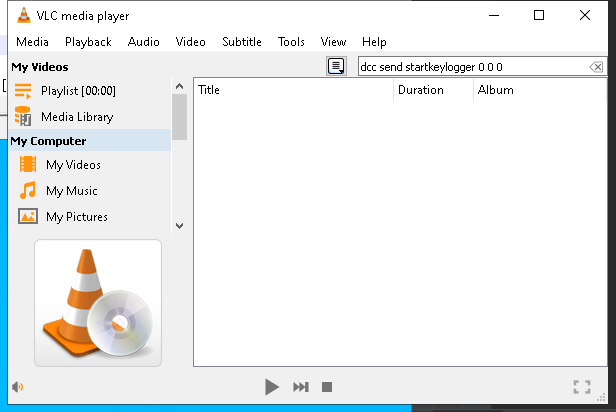 VLC media player
Media Playback Audio Video Subtitle Tools View Help
My Videos
dcc send startkeylogger 0 0 0
Playlist [00:00]
Media Library
My Computer
My Videos
My Music
My Pictures
Title Duration Album